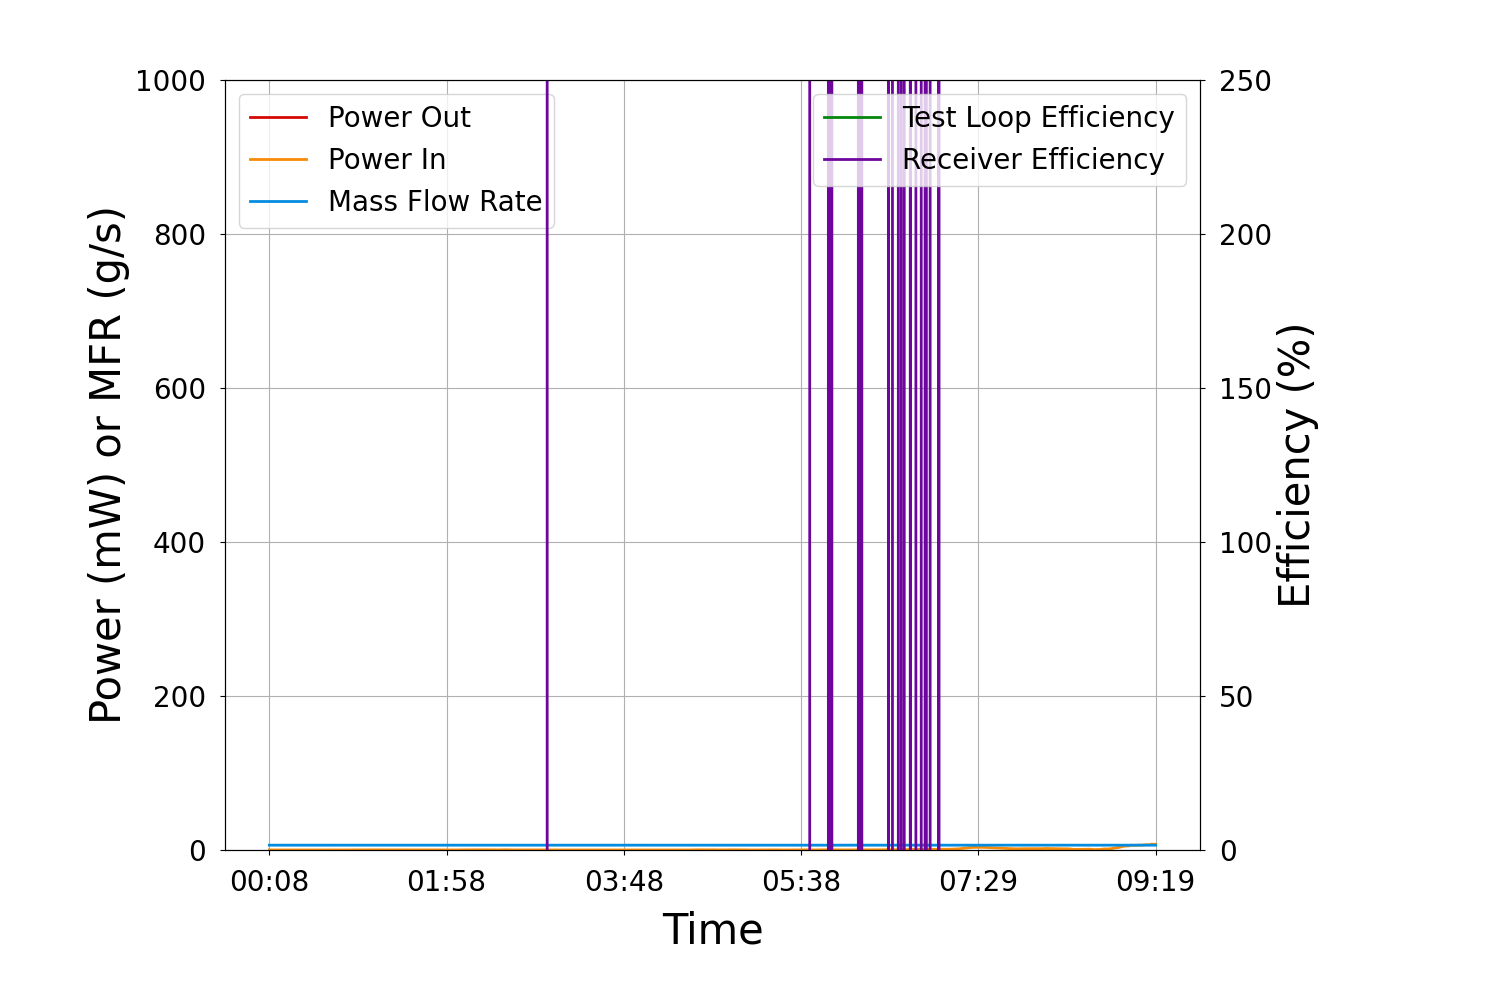 Power (mW) or MFR (g/s)
1000
800
600
400
200
0
Power Out
Power In
Mass Flow Rate
Test Loop Efficiency
Receiver Efficiency
250
200
150
100
50
0
Efficiency (%)
00:08 01:58 03:48 05:38 07:29 09:19
Time